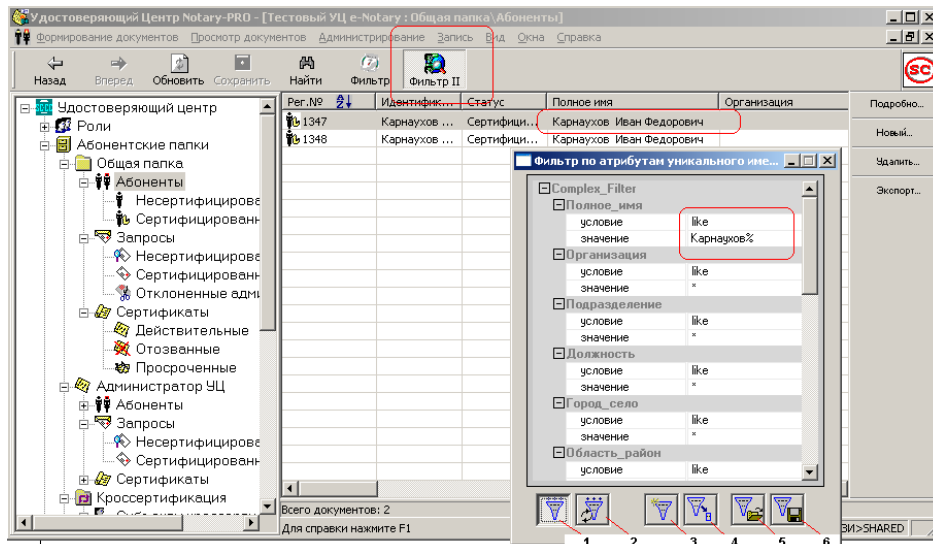 Удостоверяющий Центр Notary-PRO - [Тестовый УЦ e-Notary : Общая папка\Абоненты]
Формирование документов Просмотр документов Администрирование Запись Вид Окна Справка
Назад Вперед Обновить Сохранить Найти Фильтр Фильтр II
SC
Рег.№ Идентифик... Статус Полное имя Организация
1347 Карнаухов ... Сертифици... Карнаухов Иван Федорович
1348 Карнаухов ... Сертифици... Карнаухов Иван Федорович
Удостоверяющий центр
Роли
Абонентские папки
Общая папка
Абоненты
Несертифицирова
Сертифицированн
Запросы
Несертифицирова
Сертифицированн
Отклоненные адми
Сертификаты
Действительные
Отозванные
Просроченные
Администратор УЦ
Абоненты
Запросы
Несертифицирова
Сертифицированн
Сертификаты
Кроссертификация
Фильтр по атрибутам уникального име...
Complex_Filter
Полное_имя
условие like
значение Карнаухов%
Организация
условие like
значение *
Подразделение
условие like
значение *
Должность
условие like
значение *
Город_село
условие like
значение *
Область_район
условие like
1 2 3 4 5 6
Подробно...
Новый...
Удалить...
Экспорт...
Всего документов: 2
Для справки нажмите F1
ЗИ>SHARED